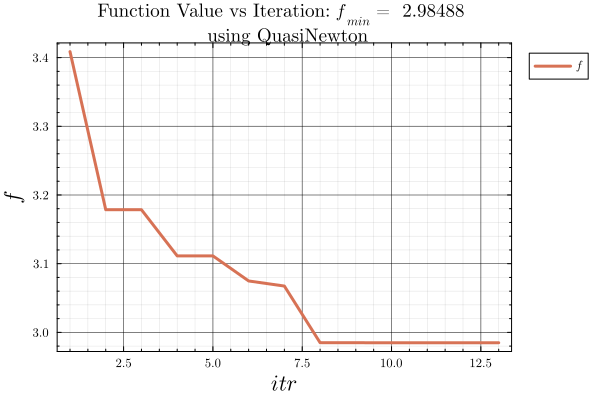 Function Value vs Iteration: f_min = 2.98488
using QuasiNewton
f
3.4
3.3
3.2
3.1
3.0
f
2.5
5.0
7.5
10.0
12.5
itr